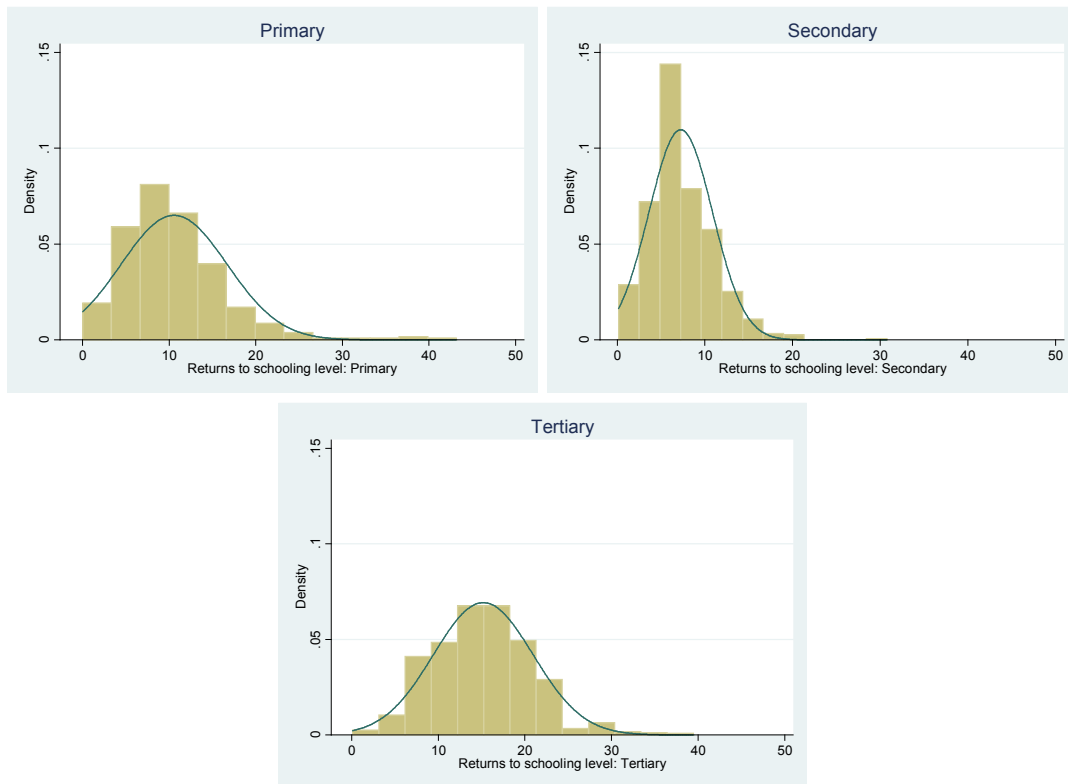 Primary
Density
.15
.1
.05
0
0 10 20 30 40 50
Returns to schooling level: Primary
Secondary
Density
.15
.1
.05
0
0 10 20 30 40 50
Returns to schooling level: Secondary
Tertiary
Density
.15
.1
.05
0
0 10 20 30 40 50
Returns to schooling level: Tertiary